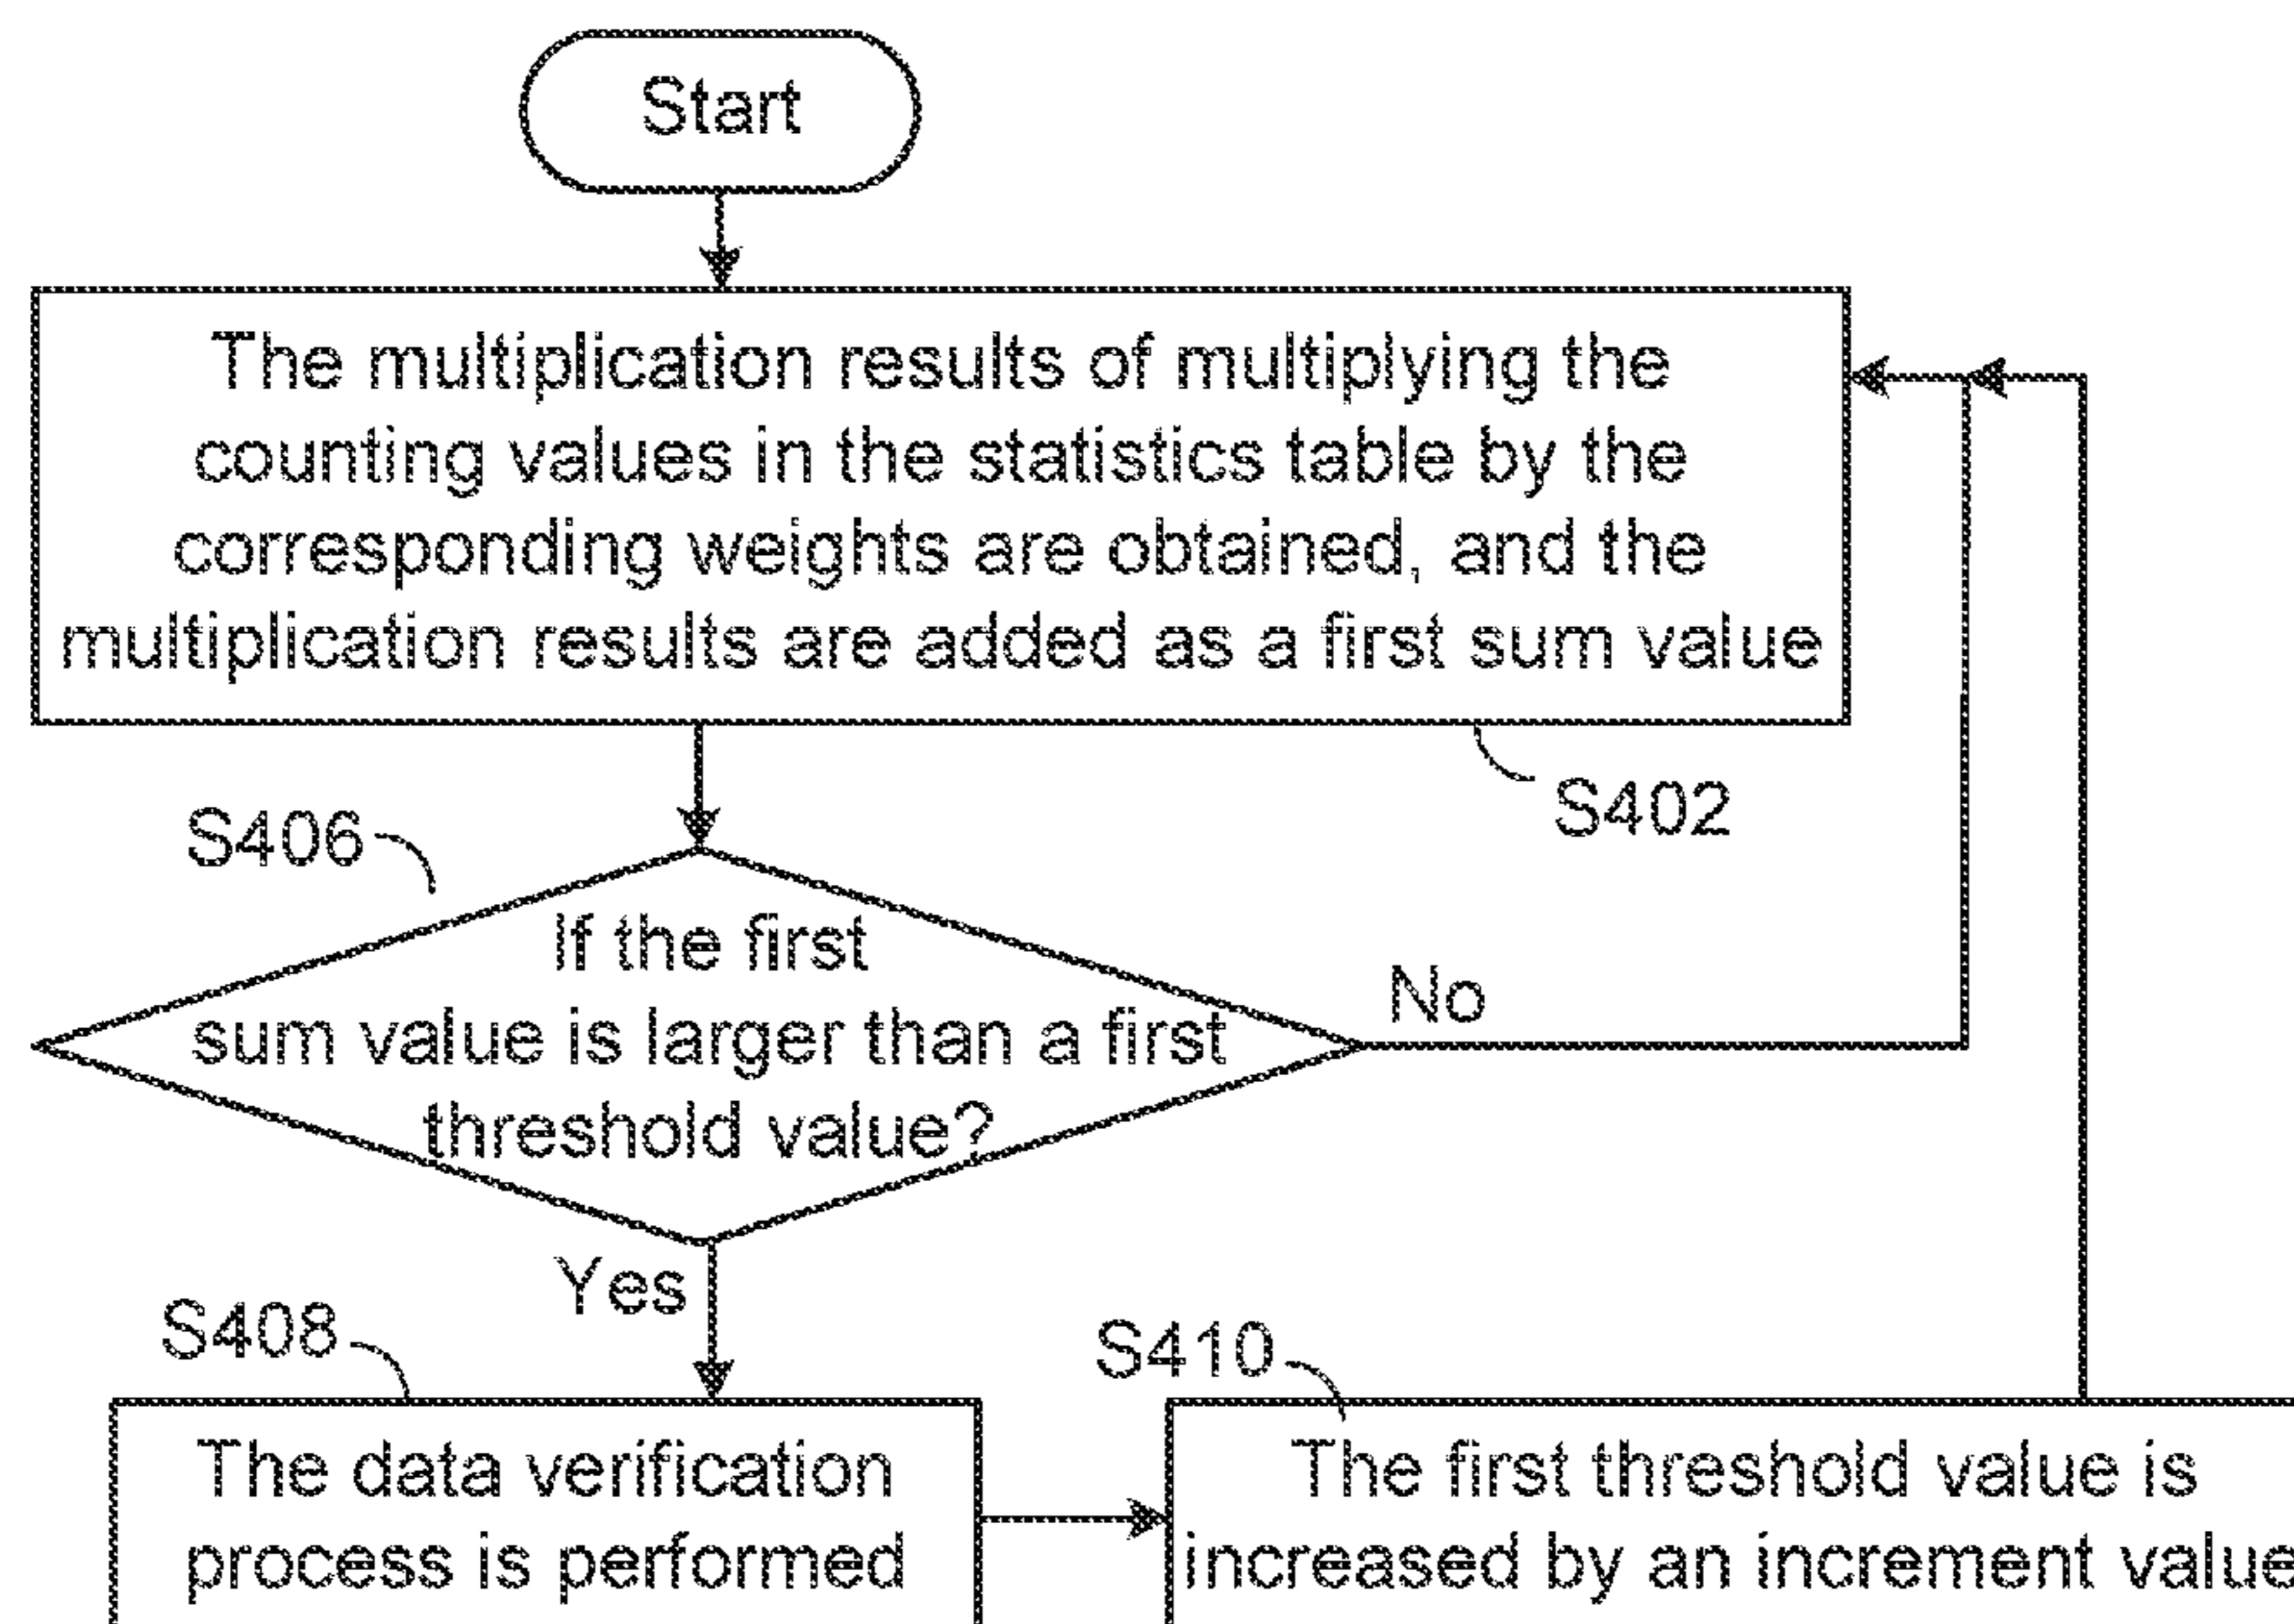 Start
The multiplication results of multiplying the
counting values in the statistics table by the
corresponding weights are obtained, and the
multiplication results are added as a first sum value
S402
S406
If the first
sum value is larger than a first
threshold value?
No
Yes
S408
The data verification
process is performed
S410
The first threshold value is
increased by an increment value